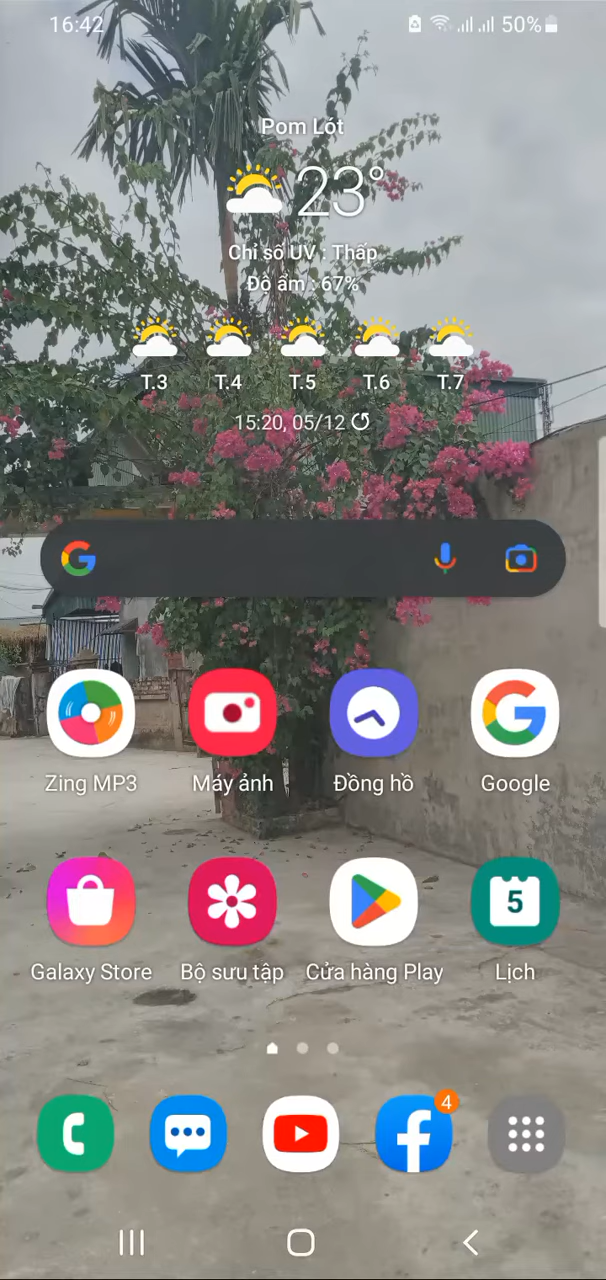 16:42 50%
Pom Lót
23°
Chỉ số UV : Thấp
Độ ẩm : 67%
T.3 T.4 T.5 T.6 T.7
15:20, 05/12
Zing MP3 Máy ảnh Đồng hồ Google
5
Galaxy Store Bộ sưu tập Cửa hàng Play Lịch
4